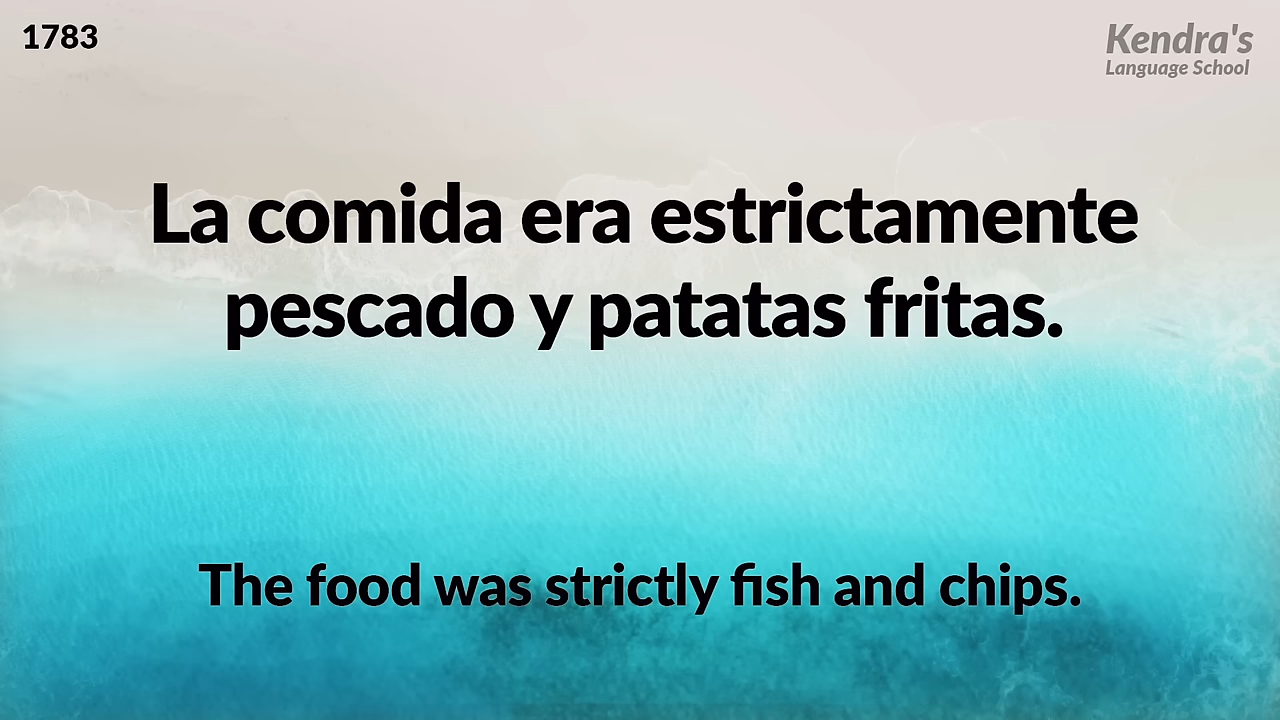 1783
Kendra's
Language School
La comida era estrictamente
pescado y patatas fritas.
The food was strictly fish and chips.